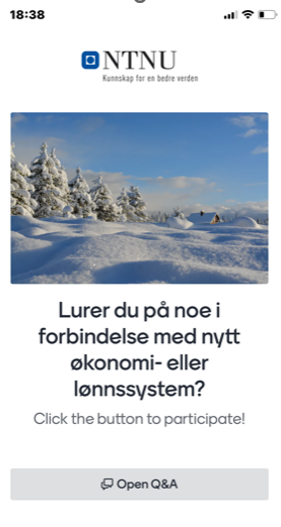 18:38
NTNU
Kunnskap for en bedre verden
Lurer du på noe i
forbindelse med nytt
økonomi- eller
lønnssystem?
Click the button to participate!
Open Q&A